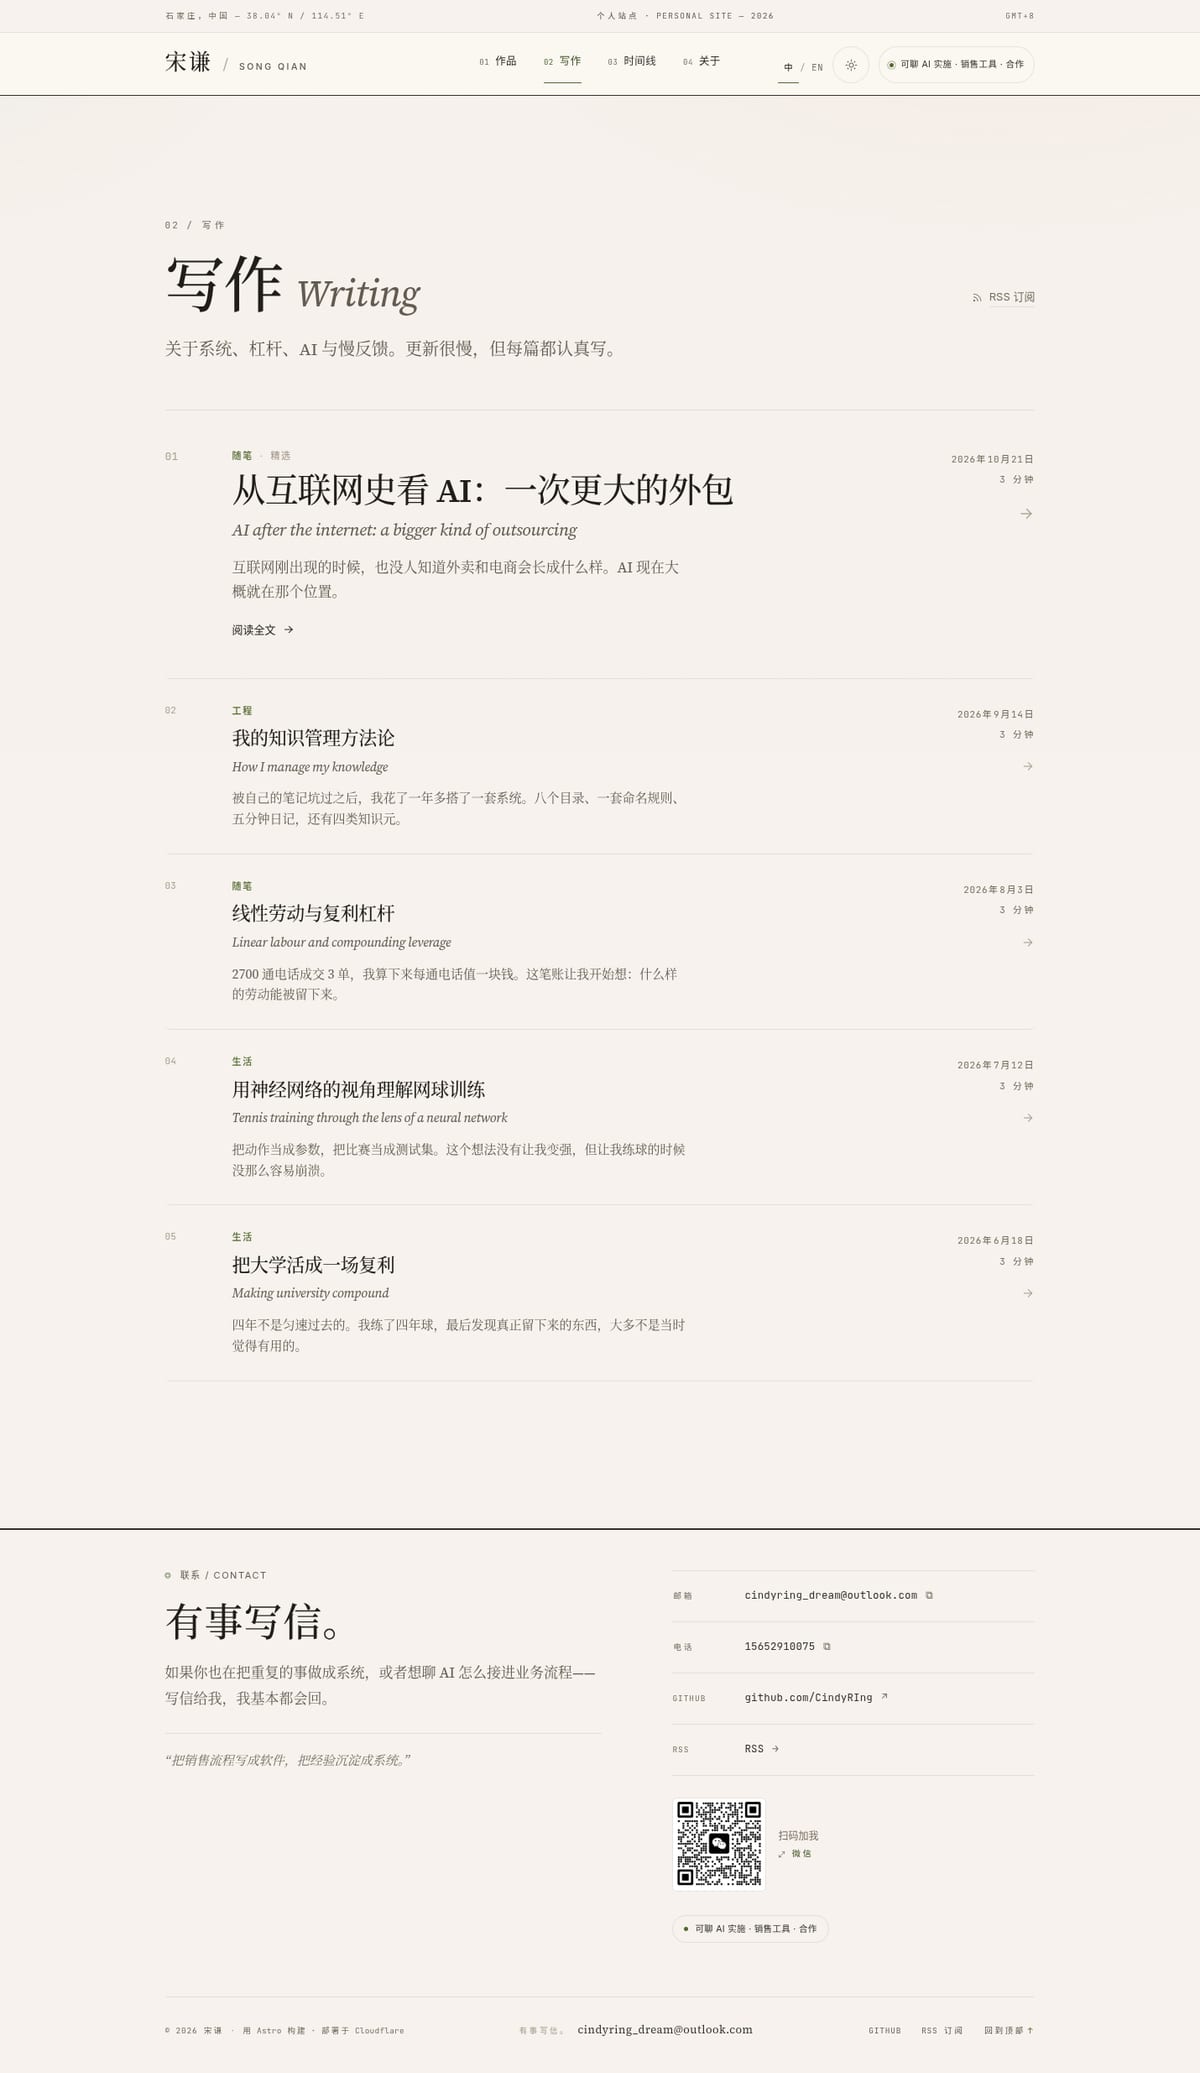 石家庄，中国 — 38.04° N / 114.51° E
个人站点 · PERSONAL SITE — 2026
GMT+8
宋谦 / SONG QIAN
01 作品
02 写作
03 时间线
04 关于
中 / EN
可聊 AI 实施 · 销售工具 · 合作
02 / 写作
写作 Writing
RSS 订阅
关于系统、杠杆、AI 与慢反馈。更新很慢，但每篇都认真写。
01
随笔 · 精选
2026年10月21日
从互联网史看 AI：一次更大的外包
3 分钟
→
AI after the internet: a bigger kind of outsourcing
互联网刚出现的时候，也没人知道外卖和电商会长成什么样。AI 现在大
概就在那个位置。
阅读全文 →
02
工程
2026年9月14日
我的知识管理方法论
3 分钟
How I manage my knowledge
→
被自己的笔记坑过之后，我花了一年多搭了一套系统。八个目录、一套命名规则、
五分钟日记，还有四类知识元。
03
随笔
2026年8月3日
线性劳动与复利杠杆
3 分钟
Linear labour and compounding leverage
→
2700 通电话成交 3 单，我算下来每通电话值一块钱。这笔账让我开始想：什么样
的劳动能被留下来。
04
生活
2026年7月12日
用神经网络的视角理解网球训练
3 分钟
Tennis training through the lens of a neural network
→
把动作当成参数，把比赛当成测试集。这个想法没有让我变强，但让我练球的时候
没那么容易崩溃。
05
生活
2026年6月18日
把大学活成一场复利
3 分钟
Making university compound
→
四年不是匀速过去的。我练了四年球，最后发现真正留下来的东西，大多不是当时
觉得有用的。
联系 / CONTACT
有事写信。
如果你也在把重复的事做成系统，或者想聊 AI 怎么接进业务流程——
写信给我，我基本都会回。
“把销售流程写成软件，把经验沉淀成系统。”
邮箱 cindyring_dream@outlook.com
电话 15652910075
GITHUB github.com/CindyRIng ↗
RSS RSS →
扫码加我
⤢ 微信
可聊 AI 实施 · 销售工具 · 合作
© 2026 宋谦 · 用 Astro 构建 · 部署于 Cloudflare
有事写信。 cindyring_dream@outlook.com
GITHUB
RSS 订阅
回到顶部 ↑